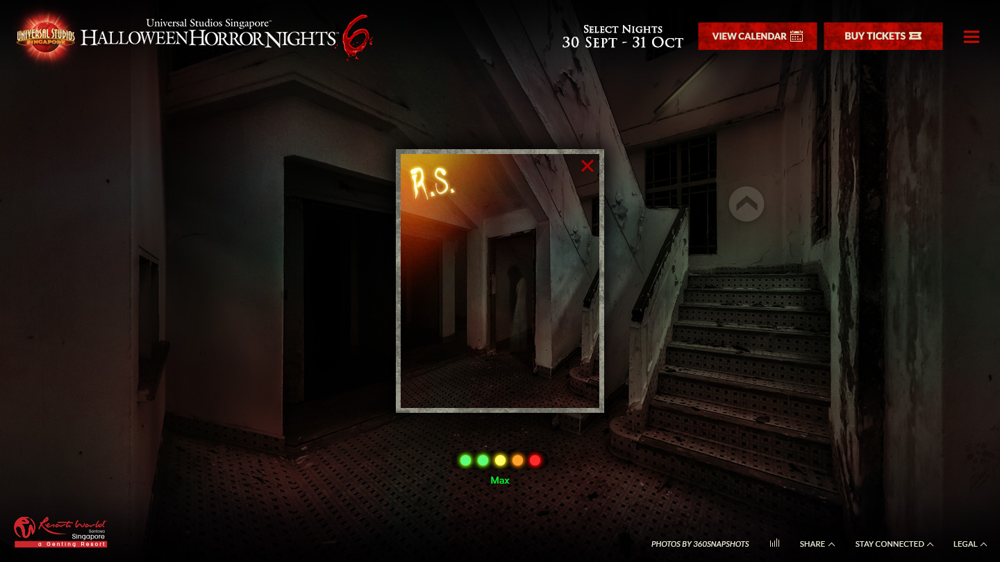 UNIVERSAL STUDIOS
SINGAPORE
Universal Studios Singapore™
HALLOWEEN HORROR NIGHTS™ 6
SELECT NIGHTS
30 SEPT - 31 OCT
VIEW CALENDAR
BUY TICKETS
R.S.
Max
Resorts World
Sentosa
Singapore
a Genting Resort
PHOTOS BY 360SNAPSHOTS
SHARE
STAY CONNECTED
LEGAL